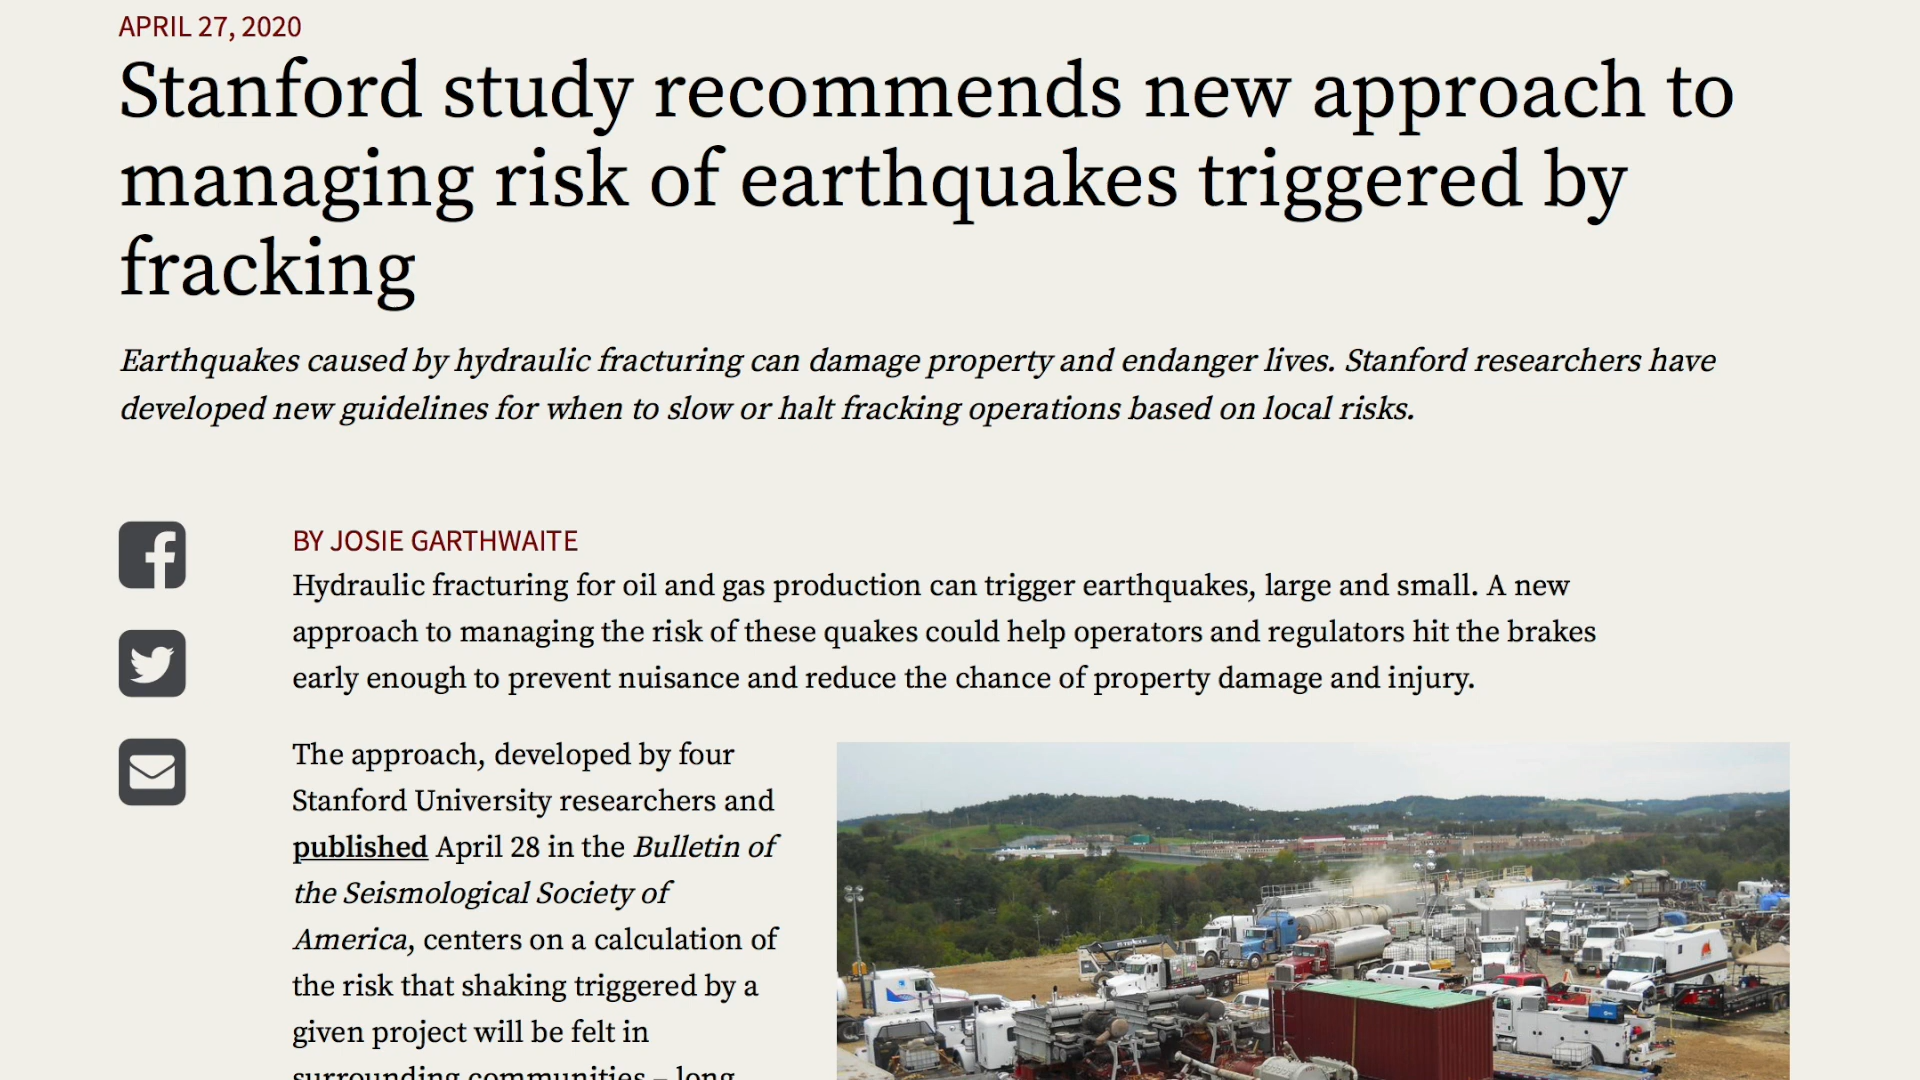 APRIL 27, 2020
Stanford study recommends new approach to
managing risk of earthquakes triggered by
fracking
Earthquakes caused by hydraulic fracturing can damage property and endanger lives. Stanford researchers have
developed new guidelines for when to slow or halt fracking operations based on local risks.
BY JOSIE GARTHWAITE
Hydraulic fracturing for oil and gas production can trigger earthquakes, large and small. A new
approach to managing the risk of these quakes could help operators and regulators hit the brakes
early enough to prevent nuisance and reduce the chance of property damage and injury.
The approach, developed by four
Stanford University researchers and
published April 28 in the Bulletin of
the Seismological Society of
America, centers on a calculation of
the risk that shaking triggered by a
given project will be felt in
surrounding communities – long